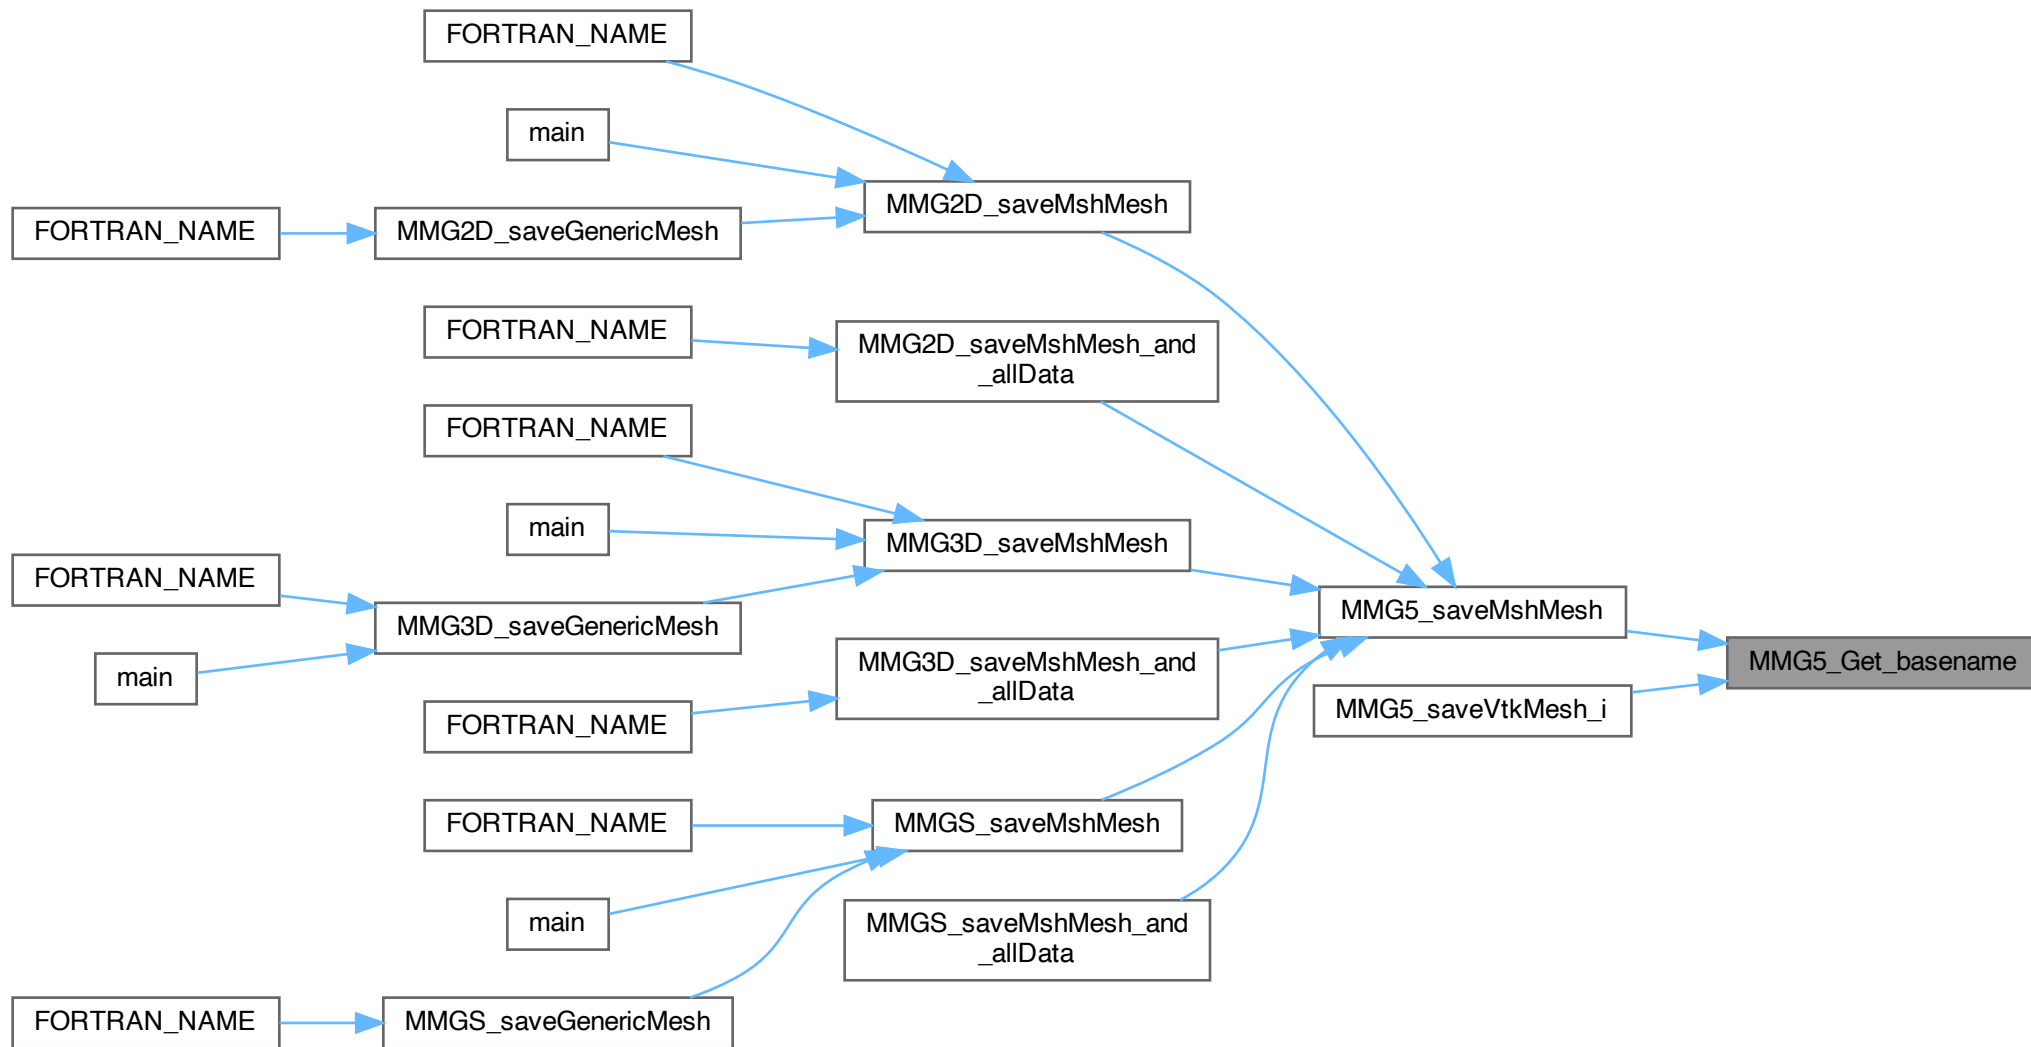 FORTRAN_NAME
main
MMG2D_saveMshMesh
FORTRAN_NAME
MMG2D_saveGenericMesh
FORTRAN_NAME
MMG2D_saveMshMesh_and
_allData
FORTRAN_NAME
main
MMG3D_saveMshMesh
FORTRAN_NAME
MMG3D_saveGenericMesh
MMG5_saveMshMesh
main
MMG3D_saveMshMesh_and
_allData
MMG5_Get_basename
FORTRAN_NAME
MMG5_saveVtkMesh_i
FORTRAN_NAME
MMGS_saveMshMesh
main
MMGS_saveMshMesh_and
_allData
FORTRAN_NAME
MMGS_saveGenericMesh